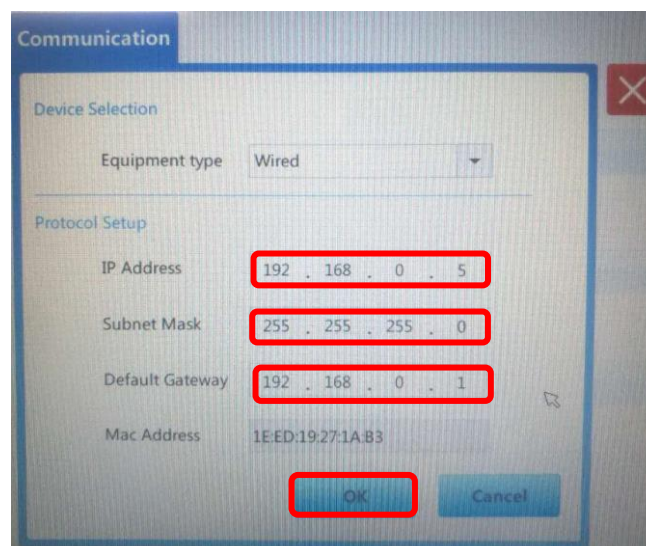 Communication
Device Selection
Equipment type Wired
Protocol Setup
IP Address 192 . 168 . 0 . 5
Subnet Mask 255 . 255 . 255 . 0
Default Gateway 192 . 168 . 0 . 1
Mac Address 1E:ED:19:27:1A:B3
OK Cancel